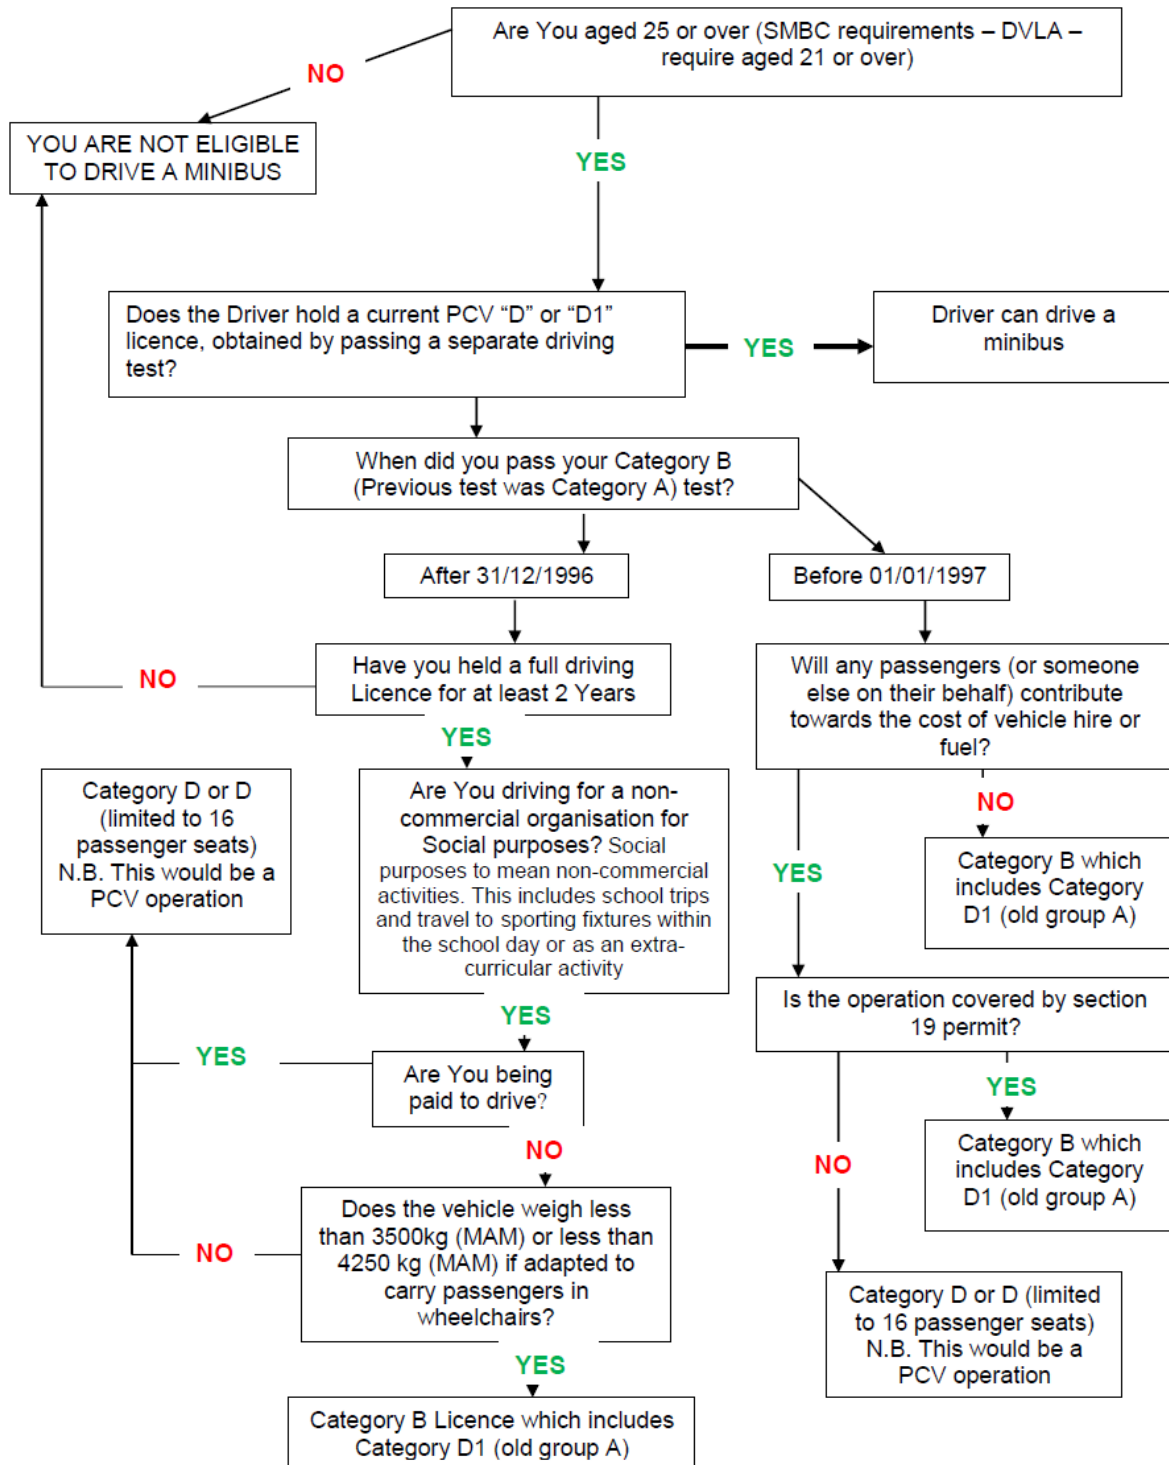 Are You aged 25 or over (SMBC requirements – DVLA –
require aged 21 or over)
NO
YOU ARE NOT ELIGIBLE
TO DRIVE A MINIBUS
YES
Does the Driver hold a current PCV “D” or “D1”
licence, obtained by passing a separate driving
test?
YES
Driver can drive a
minibus
When did you pass your Category B
(Previous test was Category A) test?
After 31/12/1996
Before 01/01/1997
NO
Have you held a full driving
Licence for at least 2 Years
Will any passengers (or someone
else on their behalf) contribute
towards the cost of vehicle hire or
fuel?
YES
Category D or D
(limited to 16
passenger seats)
N.B. This would be a
PCV operation
Are You driving for a non-
commercial organisation for
Social purposes? Social
purposes to mean non-commercial
activities. This includes school trips
and travel to sporting fixtures within
the school day or as an extra-
curricular activity
NO
YES
Category B which
includes Category
D1 (old group A)
Is the operation covered by section
19 permit?
YES
YES
Are You being
paid to drive?
YES
Category B which
includes Category
D1 (old group A)
NO
NO
Does the vehicle weigh less
than 3500kg (MAM) or less than
4250 kg (MAM) if adapted to
carry passengers in
wheelchairs?
NO
Category D or D (limited
to 16 passenger seats)
N.B. This would be a
PCV operation
YES
Category B Licence which includes
Category D1 (old group A)